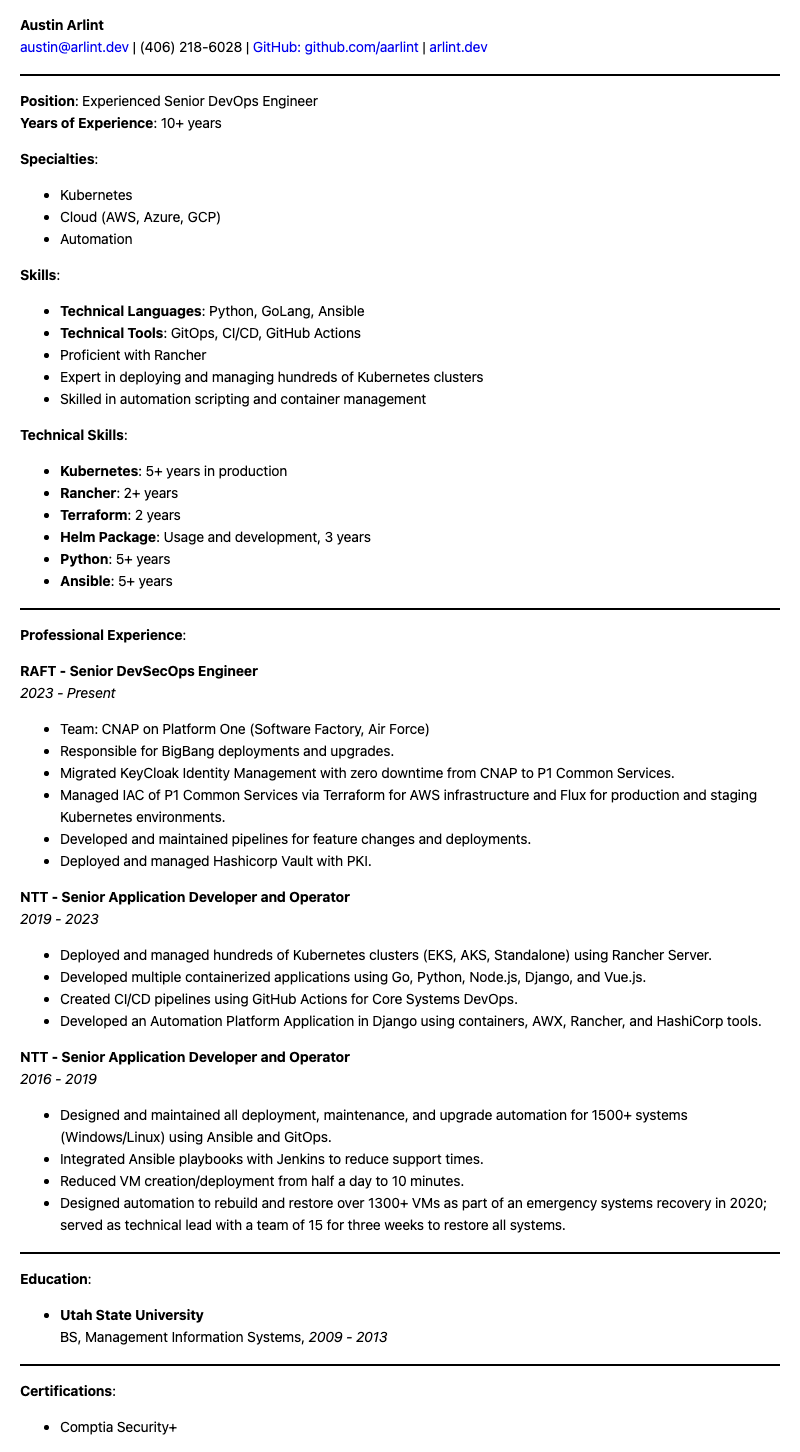 Austin Arlint
austin@arlint.dev | (406) 218-6028 | GitHub: github.com/aarlint | arlint.dev
Position: Experienced Senior DevOps Engineer
Years of Experience: 10+ years
Specialties:
• Kubernetes
• Cloud (AWS, Azure, GCP)
• Automation
Skills:
• Technical Languages: Python, GoLang, Ansible
• Technical Tools: GitOps, CI/CD, GitHub Actions
• Proficient with Rancher
• Expert in deploying and managing hundreds of Kubernetes clusters
• Skilled in automation scripting and container management
Technical Skills:
• Kubernetes: 5+ years in production
• Rancher: 2+ years
• Terraform: 2 years
• Helm Package: Usage and development, 3 years
• Python: 5+ years
• Ansible: 5+ years
Professional Experience:
RAFT - Senior DevSecOps Engineer
2023 - Present
• Team: CNAP on Platform One (Software Factory, Air Force)
• Responsible for BigBang deployments and upgrades.
• Migrated KeyCloak Identity Management with zero downtime from CNAP to P1 Common Services.
• Managed IAC of P1 Common Services via Terraform for AWS infrastructure and Flux for production and staging
Kubernetes environments.
• Developed and maintained pipelines for feature changes and deployments.
• Deployed and managed Hashicorp Vault with PKI.
NTT - Senior Application Developer and Operator
2019 - 2023
• Deployed and managed hundreds of Kubernetes clusters (EKS, AKS, Standalone) using Rancher Server.
• Developed multiple containerized applications using Go, Python, Node.js, Django, and Vue.js.
• Created CI/CD pipelines using GitHub Actions for Core Systems DevOps.
• Developed an Automation Platform Application in Django using containers, AWX, Rancher, and HashiCorp tools.
NTT - Senior Application Developer and Operator
2016 - 2019
• Designed and maintained all deployment, maintenance, and upgrade automation for 1500+ systems
(Windows/Linux) using Ansible and GitOps.
• Integrated Ansible playbooks with Jenkins to reduce support times.
• Reduced VM creation/deployment from half a day to 10 minutes.
• Designed automation to rebuild and restore over 1300+ VMs as part of an emergency systems recovery in 2020;
served as technical lead with a team of 15 for three weeks to restore all systems.
Education:
• Utah State University
BS, Management Information Systems, 2009 - 2013
Certifications:
• Comptia Security+